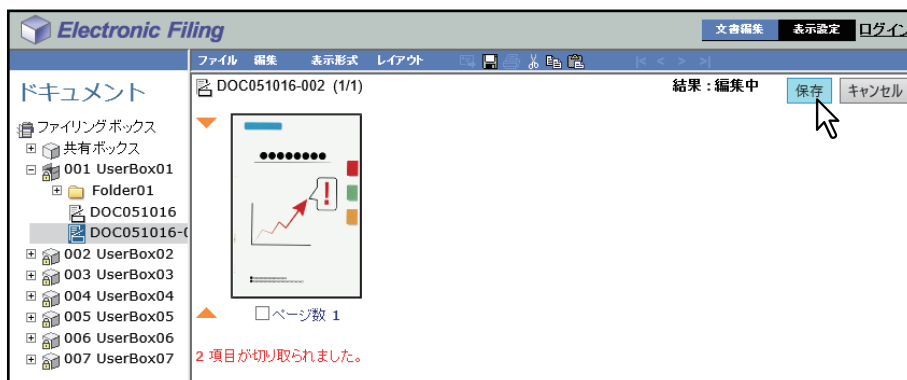 Electronic Filing
文書編集 表示設定 ログイン
ファイル 編集 表示形式 レイアウト |< < > >|
ドキュメント
DOC051016-002 (1/1) 結果：編集中 保存 キャンセル
ファイリングボックス
共有ボックス
001 UserBox01
Folder01
DOC051016
DOC051016-(
002 UserBox02
003 UserBox03
004 UserBox04
005 UserBox05
006 UserBox06
007 UserBox07
!
ページ数 1
2 項目が切り取られました。